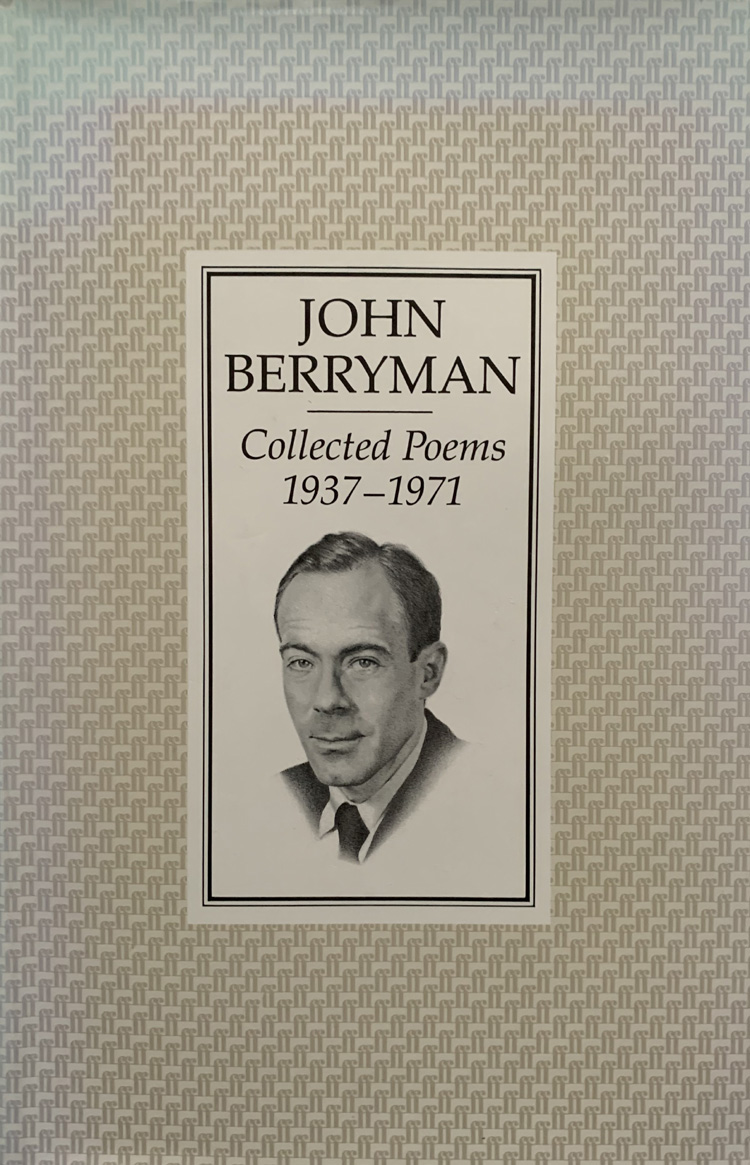 JOHN
BERRYMAN
Collected Poems
1937–1971